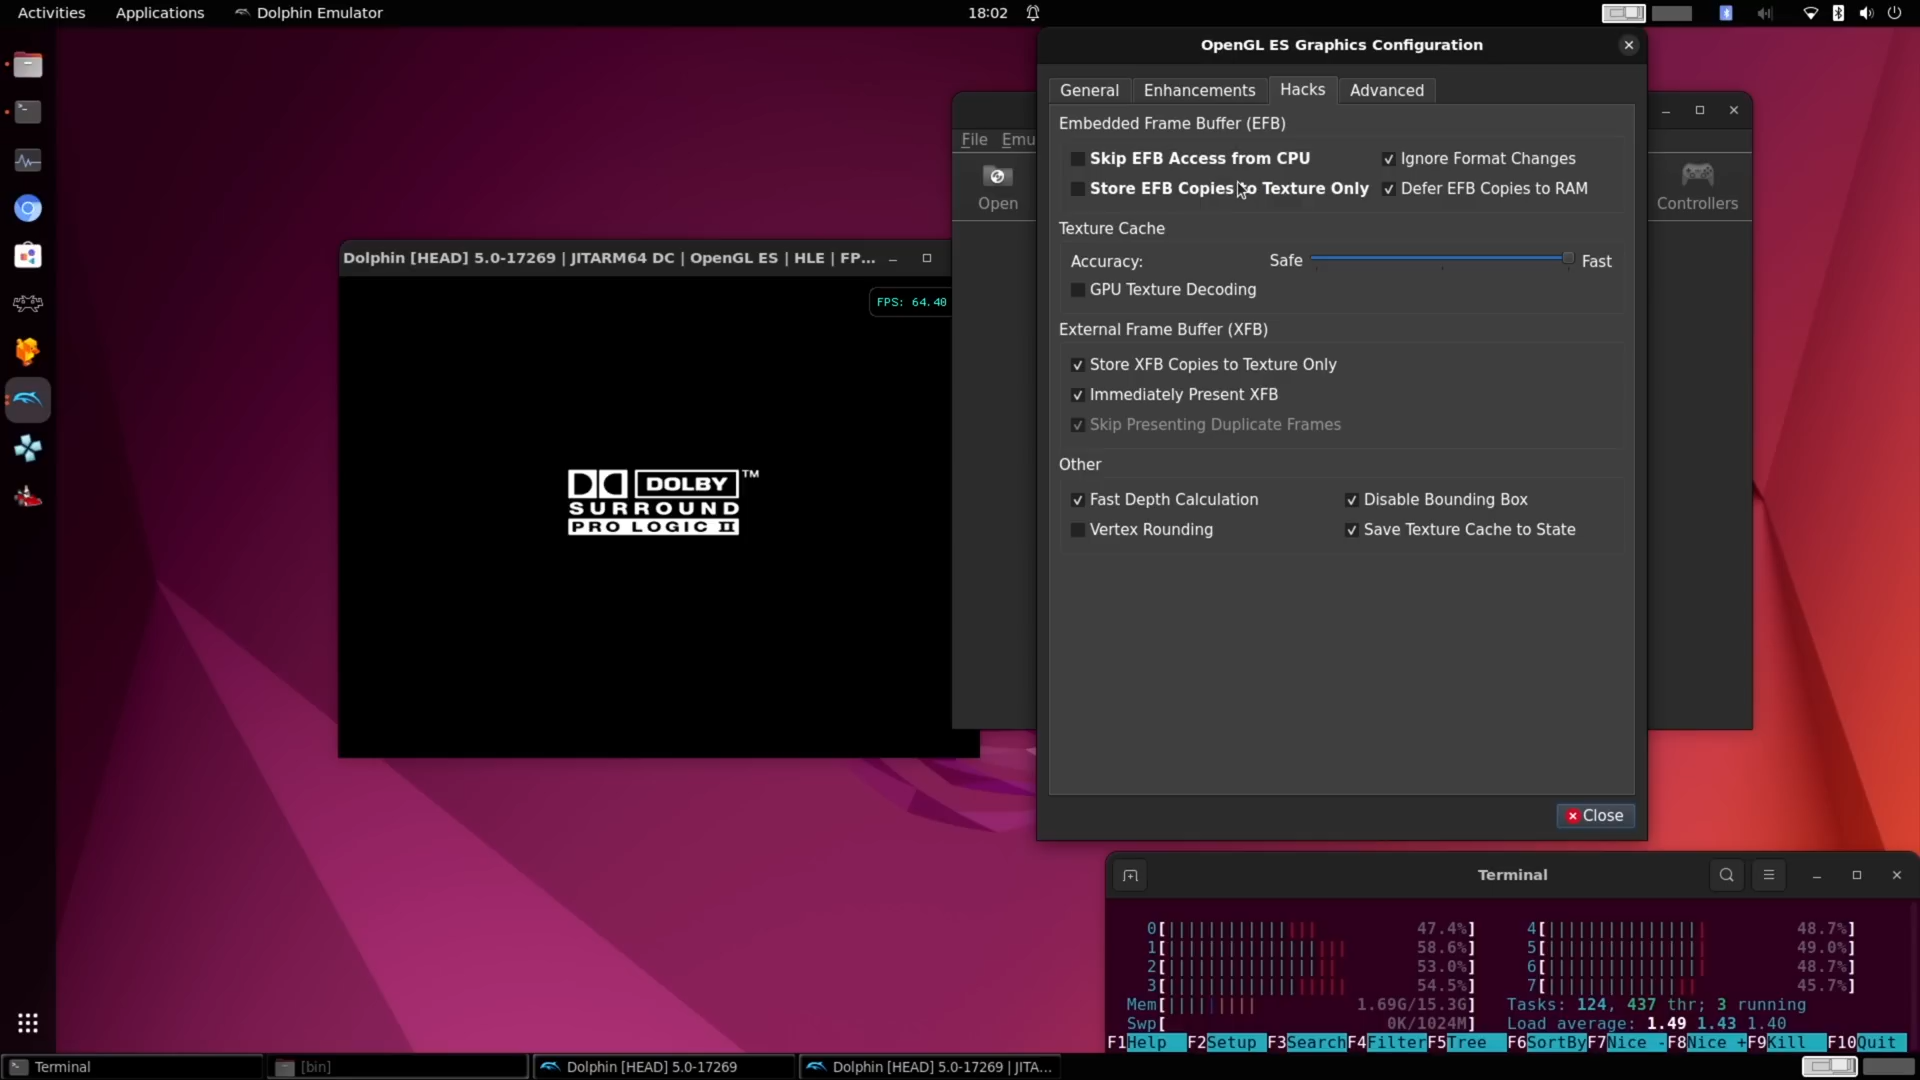 Activities Applications Dolphin Emulator 18:02
OpenGL ES Graphics Configuration
General Enhancements Hacks Advanced
Embedded Frame Buffer (EFB)
Skip EFB Access from CPU Ignore Format Changes
Store EFB Copies to Texture Only Defer EFB Copies to RAM
Texture Cache
Accuracy: Safe Fast
GPU Texture Decoding
External Frame Buffer (XFB)
Store XFB Copies to Texture Only
Immediately Present XFB
Skip Presenting Duplicate Frames
Other
Fast Depth Calculation Disable Bounding Box
Vertex Rounding Save Texture Cache to State
Close
File Emu
Open
Controllers
Dolphin [HEAD] 5.0-17269 | JITARM64 DC | OpenGL ES | HLE | FP...
FPS: 64.40
DOLBY ™
SURROUND
PRO LOGIC II
Terminal
0[ 47.4%] 4[ 48.7%]
1[ 58.6%] 5[ 49.0%]
2[ 53.0%] 6[ 48.7%]
3[ 54.5%] 7[ 45.7%]
Mem[ 1.69G/15.3G] Tasks: 124, 437 thr; 3 running
Swp[ 0K/1024M] Load average: 1.49 1.43 1.40
F1Help F2Setup F3SearchF4FilterF5Tree F6SortByF7Nice -F8Nice +F9Kill F10Quit
Terminal [bin] Dolphin [HEAD] 5.0-17269 Dolphin [HEAD] 5.0-17269 | JITA...